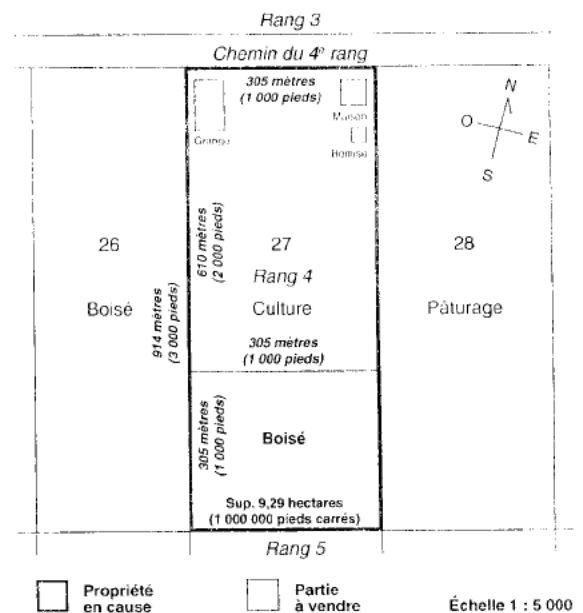 Rang 3
Chemin du 4e rang
305 mètres
(1 000 pieds)
Grange
Maison
Remise
N
O
E
S
26
Boisé
914 mètres
(3 000 pieds)
610 mètres
(2 000 pieds)
27
Rang 4
Culture
305 mètres
(1 000 pieds)
28
Pâturage
305 mètres
(1 000 pieds)
Boisé
Sup. 9,29 hectares
(1 000 000 pieds carrés)
Rang 5
Propriété
en cause
Partie
à vendre
Échelle 1 : 5 000